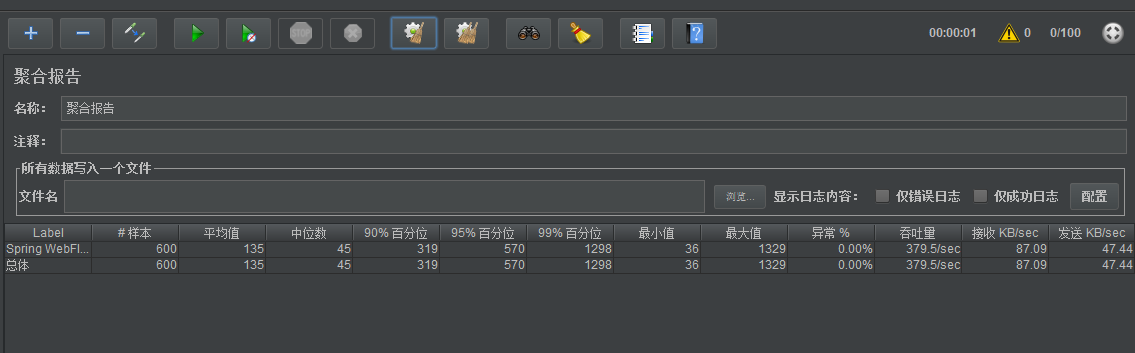 STOP 00:00:01 0 0/100
聚合报告
名称： 聚合报告
注释：
所有数据写入一个文件
文件名 浏览... 显示日志内容： 仅错误日志 仅成功日志 配置
Label # 样本 平均值 中位数 90% 百分位 95% 百分位 99% 百分位 最小值 最大值 异常 % 吞吐量 接收 KB/sec 发送 KB/sec
Spring WebFl... 600 135 45 319 570 1298 36 1329 0.00% 379.5/sec 87.09 47.44
总体 600 135 45 319 570 1298 36 1329 0.00% 379.5/sec 87.09 47.44